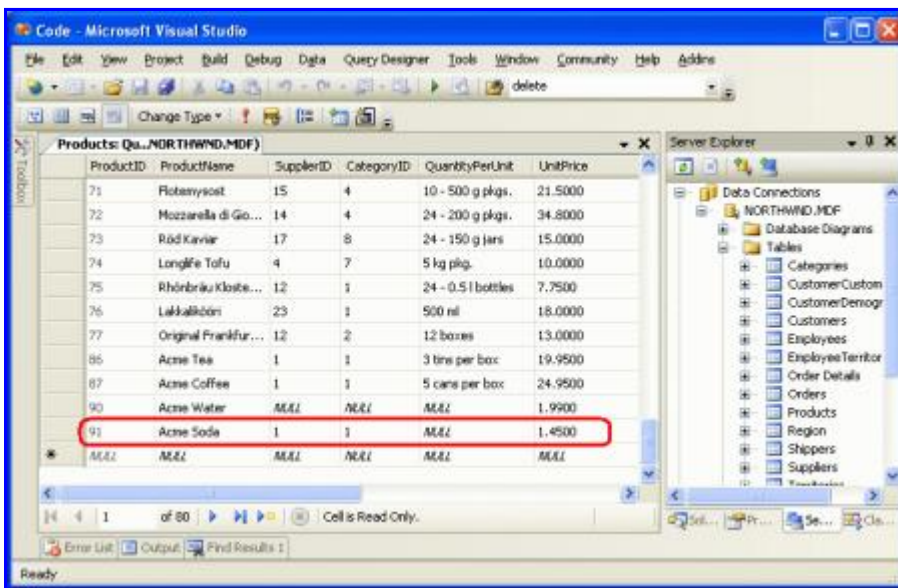 Code - Microsoft Visual Studio
File Edit View Project Build Debug Data Query Designer Tools Window Community Help Addins
delete
Change Type
Products: Qu...NORTHWND.MDF)
Toolbox
ProductID ProductName SupplierID CategoryID QuantityPerUnit UnitPrice
71 Flotemysost 15 4 10 - 500 g pkgs. 21.5000
72 Mozzarella di Gio... 14 4 24 - 200 g pkgs. 34.8000
73 Röd Kaviar 17 8 24 - 150 g jars 15.0000
74 Longlife Tofu 4 7 5 kg pkg. 10.0000
75 Rhönbräu Kloste... 12 1 24 - 0.5 l bottles 7.7500
76 Lakkalikööri 23 1 500 ml 18.0000
77 Original Frankfur... 12 2 12 boxes 13.0000
86 Acme Tea 1 1 3 tins per box 19.9500
87 Acme Coffee 1 1 5 cans per box 24.9500
90 Acme Water NULL NULL NULL 1.9900
91 Acme Soda 1 1 NULL 1.4500
NULL NULL NULL NULL NULL NULL
1 of 80 Cell is Read Only.
Server Explorer
Data Connections
NORTHWND.MDF
Database Diagrams
Tables
Categories
CustomerCustom
CustomerDemogr
Customers
Employees
EmployeeTerritor
Order Details
Orders
Products
Region
Shippers
Suppliers
Sol... Pr... Se... Cla...
Error List Output Find Results 1
Ready